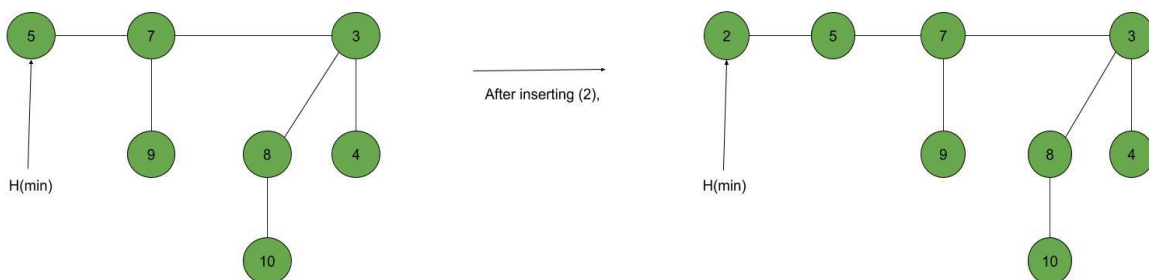 5 7 3 2 5 7 3
After inserting (2),
9 8 4 9 8 4
H(min) H(min)
10 10